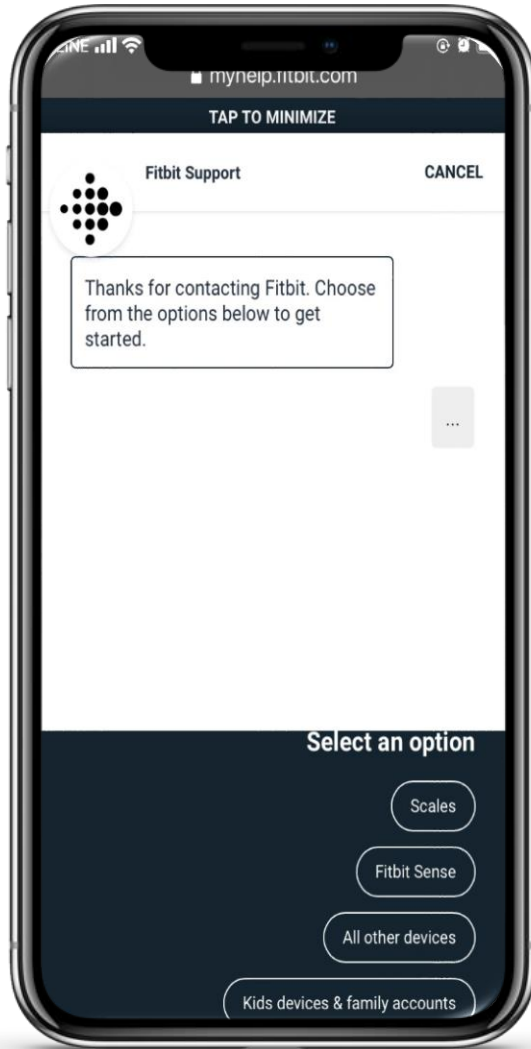 myhelp.fitbit.com
TAP TO MINIMIZE
Fitbit Support
CANCEL
Thanks for contacting Fitbit. Choose
from the options below to get
started.
...
Select an option
Scales
Fitbit Sense
All other devices
Kids devices & family accounts